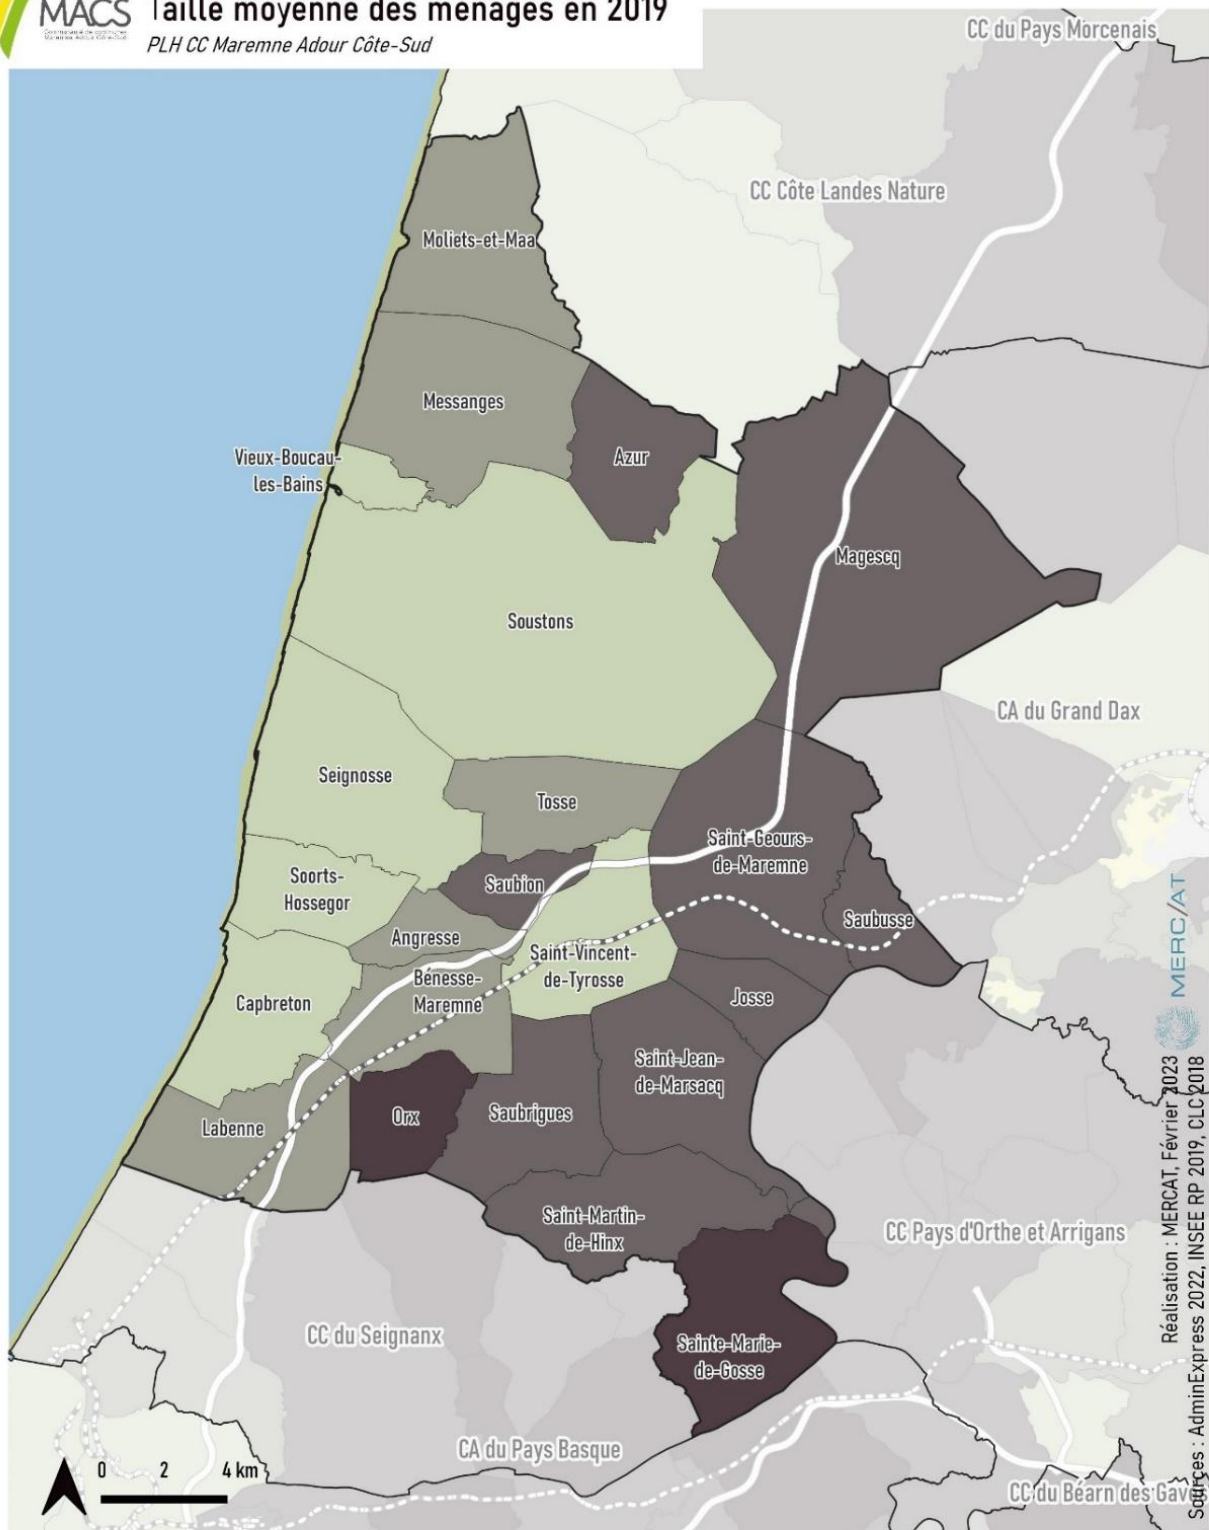 MACS
Taille moyenne des ménages en 2019
PLH CC Maremne Adour Côte-Sud
CC du Pays Morcenais
CC Côte Landes Nature
Moliets-et-Maa
Messanges
Azur
Vieux-Boucau-
les-Bains
Magescq
Soustons
CA du Grand Dax
Seignosse
Tosse
Saint-Geours-
de-Maremne
Soorts-
Hossegor
Saubion
Saubusse
Angresse
Saint-Vincent-
de-Tyrosse
Bénesse-
Maremne
Capbreton
Josse
Saint-Jean-
de-Marsacq
Labenne
Orx
Saubrigues
Saint-Martin-
de-Hinx
CC Pays d'Orthe et Arrigans
CC du Seignanx
Sainte-Marie-
de-Gosse
CA du Pays Basque
0 2 4 km
CC du Béarn des Gaves
MERC/AT
Réalisation : MERCAT, Février 2023
Sources : AdminExpress 2022, INSEE RP 2019, CLC 2018